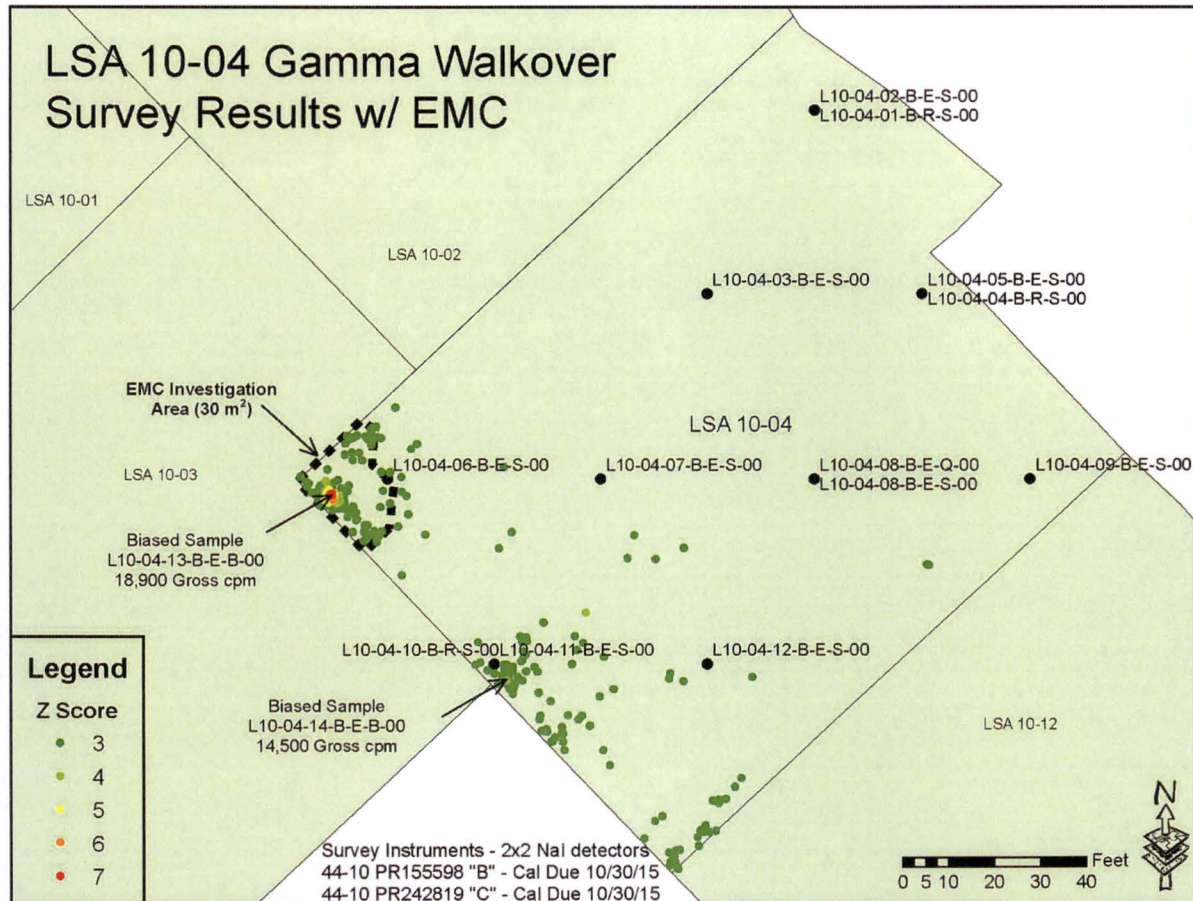 LSA 10-04 Gamma Walkover
Survey Results w/ EMC
L10-04-02-B-E-S-00
L10-04-01-B-R-S-00
LSA 10-01
LSA 10-02
L10-04-03-B-E-S-00
L10-04-05-B-E-S-00
L10-04-04-B-R-S-00
EMC Investigation
Area (30 m²)
LSA 10-04
LSA 10-03
L10-04-06-B-E-S-00
L10-04-07-B-E-S-00
L10-04-08-B-E-Q-00
L10-04-08-B-E-S-00
L10-04-09-B-E-S-00
Biased Sample
L10-04-13-B-E-B-00
18,900 Gross cpm
L10-04-10-B-R-S-00L10-04-11-B-E-S-00
L10-04-12-B-E-S-00
Biased Sample
L10-04-14-B-E-B-00
14,500 Gross cpm
LSA 10-12
Legend
Z Score
3
4
5
6
7
Survey Instruments - 2x2 NaI detectors
44-10 PR155598 "B" - Cal Due 10/30/15
44-10 PR242819 "C" - Cal Due 10/30/15
N
Feet
0 5 10 20 30 40